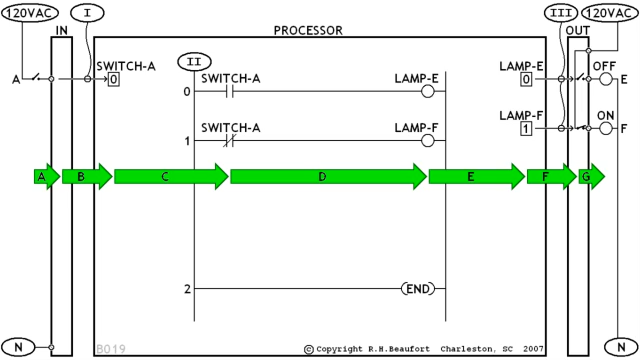 120VAC I III 120VAC
IN PROCESSOR OUT
SWITCH-A II LAMP-E OFF
A 0 SWITCH-A LAMP-E 0 E
0
LAMP-F ON
SWITCH-A LAMP-F 1 F
1
A B C D E F G
2 END
N B019 © Copyright R.H.Beaufort Charleston, SC 2007 N